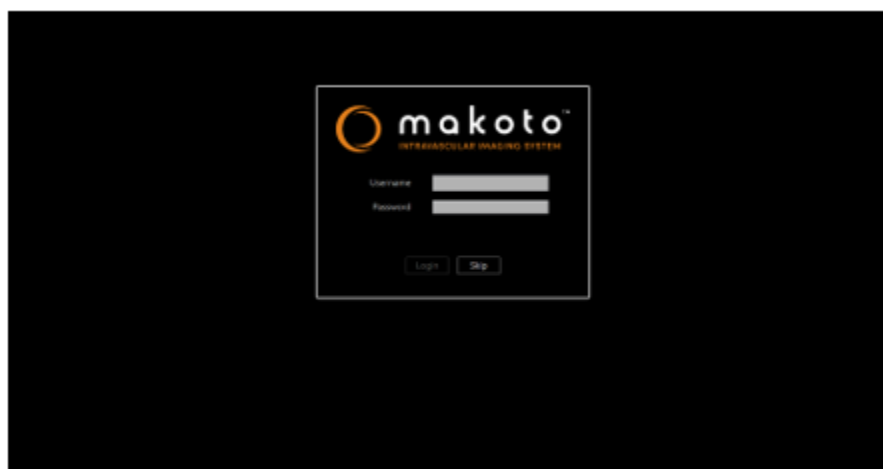 makoto™
INTRAVASCULAR IMAGING SYSTEM
Username
Password
Login Skip